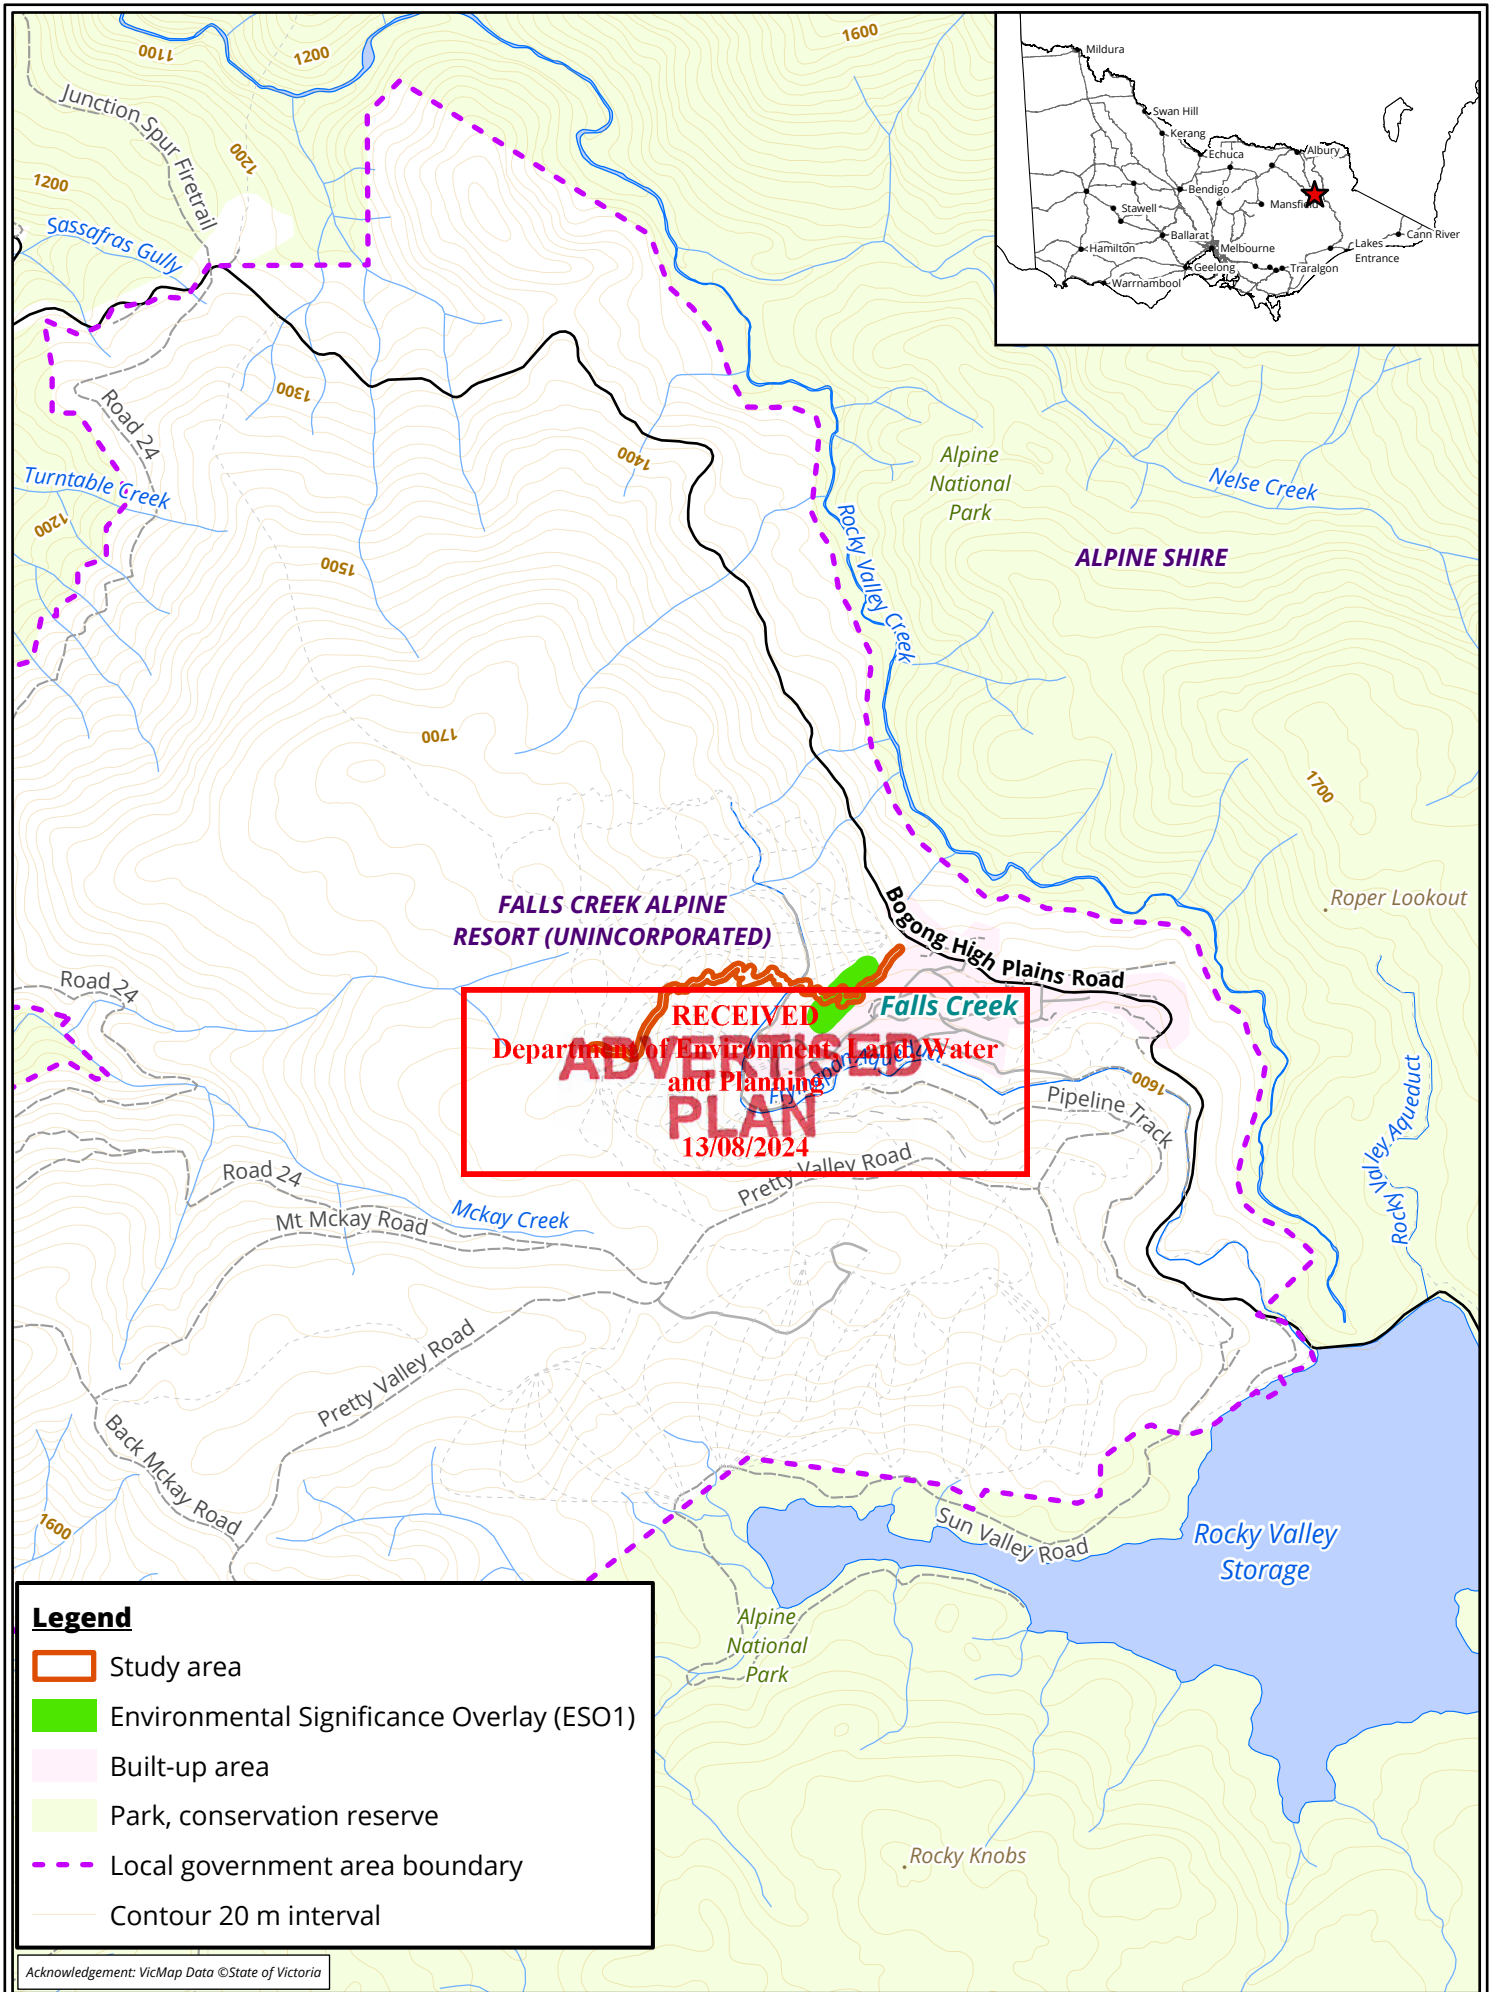 1100
1200
1600
Junction Spur Firetrail
1200
1200
Sassafras Gully
Mildura
Swan Hill
Kerang
Echuca
Albury
Bendigo
Stawell
Mansfield
Ballarat
Melbourne
Hamilton
Geelong
Traralgon
Warrnambool
Lakes
Entrance
Cann River
1300
Road 24
1400
Turntable Creek
1200
1500
Alpine
National
Park
Nelse Creek
Rocky Valley Creek
ALPINE SHIRE
1700
1700
FALLS CREEK ALPINE
RESORT (UNINCORPORATED)
Bogong High Plains Road
Roper Lookout
Road 24
Falls Creek
RECEIVED
Department of Environment, Land, Water
and Planning
13/08/2024
ADVERTISED
PLAN
Aqueduct
1600
Pipeline Track
Rocky Valley Aqueduct
Pretty Valley Road
Road 24
Mt Mckay Road
Mckay Creek
Pretty Valley Road
Back Mckay Road
1600
Sun Valley Road
Rocky Valley
Storage
Alpine
National
Park
Rocky Knobs
Legend
Study area
Environmental Significance Overlay (ESO1)
Built-up area
Park, conservation reserve
Local government area boundary
Contour 20 m interval
Acknowledgement: VicMap Data ©State of Victoria